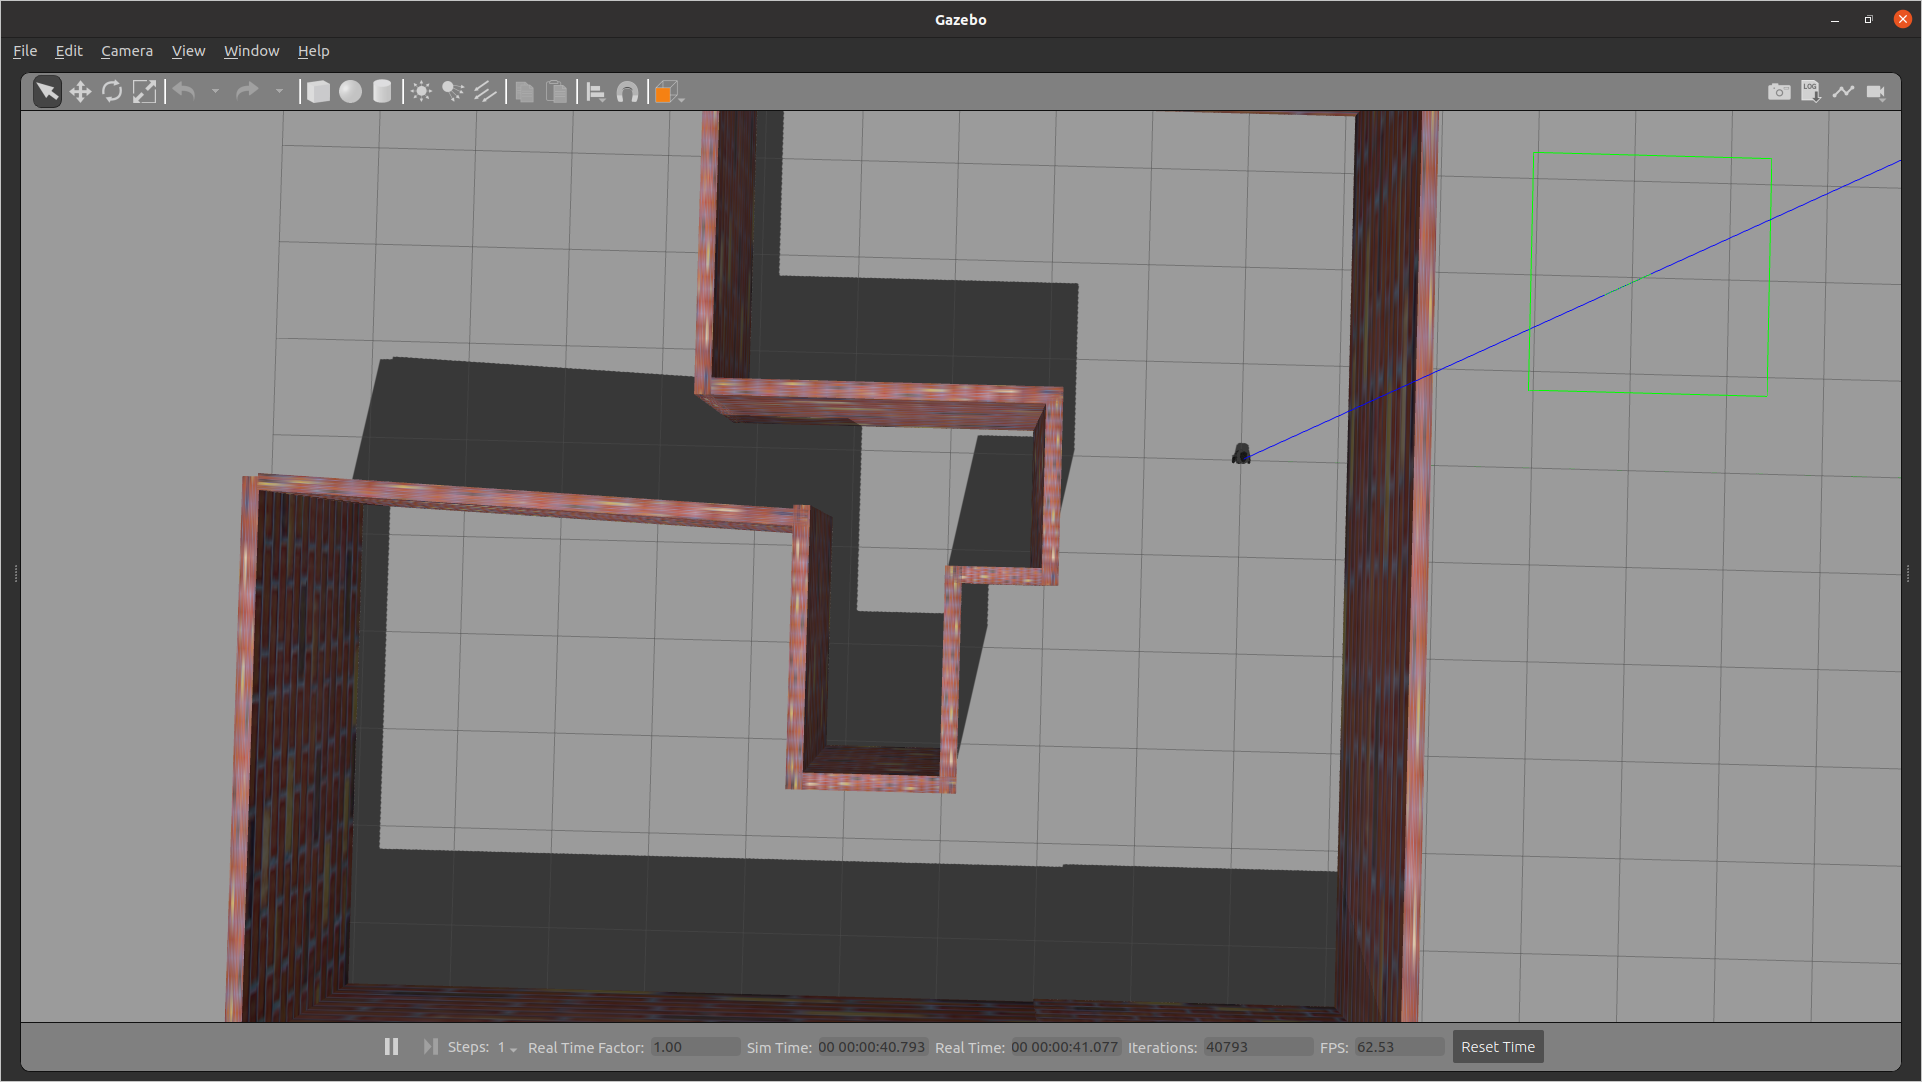 Gazebo
File Edit Camera View Window Help
LOG
Steps: 1 Real Time Factor: 1.00 Sim Time: 00 00:00:40.793 Real Time: 00 00:00:41.077 Iterations: 40793 FPS: 62.53 Reset Time